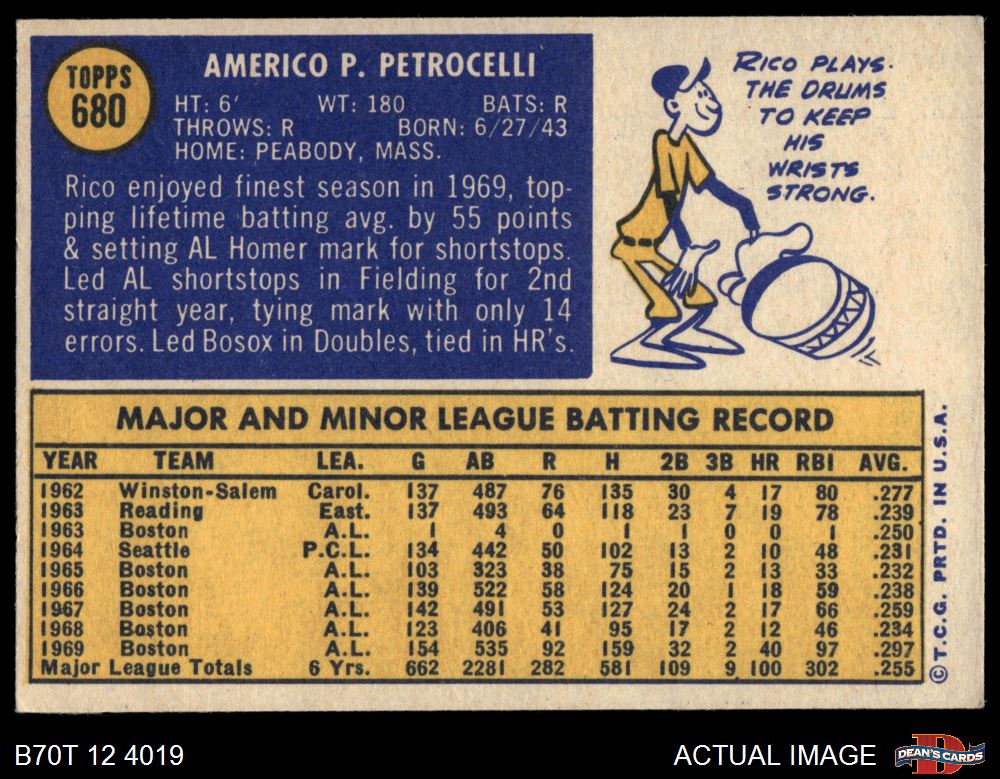 TOPPS
680
AMERICO P. PETROCELLI
HT: 6' WT: 180 BATS: R
THROWS: R BORN: 6/27/43
HOME: PEABODY, MASS.
Rico enjoyed finest season in 1969, top-
ping lifetime batting avg. by 55 points
& setting AL Homer mark for shortstops.
Led AL shortstops in Fielding for 2nd
straight year, tying mark with only 14
errors. Led Bosox in Doubles, tied in HR's.
RICO PLAYS
THE DRUMS
TO KEEP
HIS
WRISTS
STRONG.
MAJOR AND MINOR LEAGUE BATTING RECORD
YEAR TEAM LEA. G AB R H 2B 3B HR RBI AVG.
1962 Winston-Salem Carol. 137 487 76 135 30 4 17 80 .277
1963 Reading East. 137 493 64 118 23 7 19 78 .239
1963 Boston A.L. 1 4 0 1 1 0 0 1 .250
1964 Seattle P.C.L. 134 442 50 102 13 2 10 48 .231
1965 Boston A.L. 103 323 38 75 15 2 13 33 .232
1966 Boston A.L. 139 522 58 124 20 1 18 59 .238
1967 Boston A.L. 142 491 53 127 24 2 17 66 .259
1968 Boston A.L. 123 406 41 95 17 2 12 46 .234
1969 Boston A.L. 154 535 92 159 32 2 40 97 .297
Major League Totals 6 Yrs. 662 2281 282 581 109 9 100 302 .255
©T.C.G. PRTD. IN U.S.A.
B70T 12 4019
ACTUAL IMAGE
DEAN'S CARDS